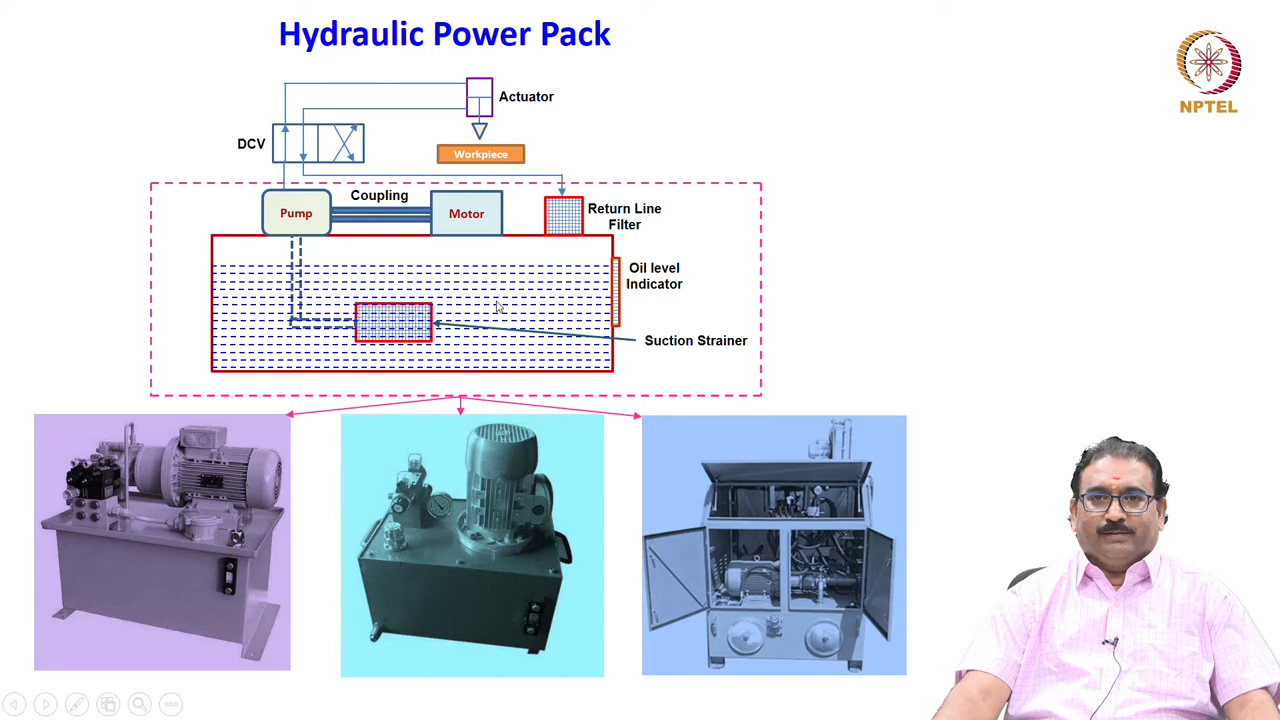 Hydraulic Power Pack
NPTEL
Actuator
DCV
Workpiece
Coupling
Pump
Motor
Return Line
Filter
Oil level
Indicator
Suction Strainer